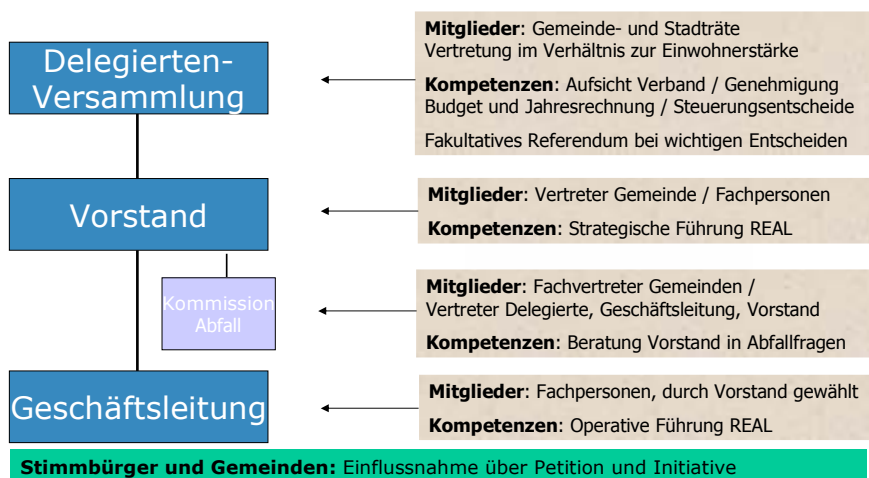 Delegierten-
Versammlung
Mitglieder: Gemeinde- und Stadträte
Vertretung im Verhältnis zur Einwohnerstärke
Kompetenzen: Aufsicht Verband / Genehmigung
Budget und Jahresrechnung / Steuerungsentscheide
Fakultatives Referendum bei wichtigen Entscheiden
Vorstand
Mitglieder: Vertreter Gemeinde / Fachpersonen
Kompetenzen: Strategische Führung REAL
Kommission
Abfall
Mitglieder: Fachvertreter Gemeinden /
Vertreter Delegierte, Geschäftsleitung, Vorstand
Kompetenzen: Beratung Vorstand in Abfallfragen
Geschäftsleitung
Mitglieder: Fachpersonen, durch Vorstand gewählt
Kompetenzen: Operative Führung REAL
Stimmbürger und Gemeinden: Einflussnahme über Petition und Initiative